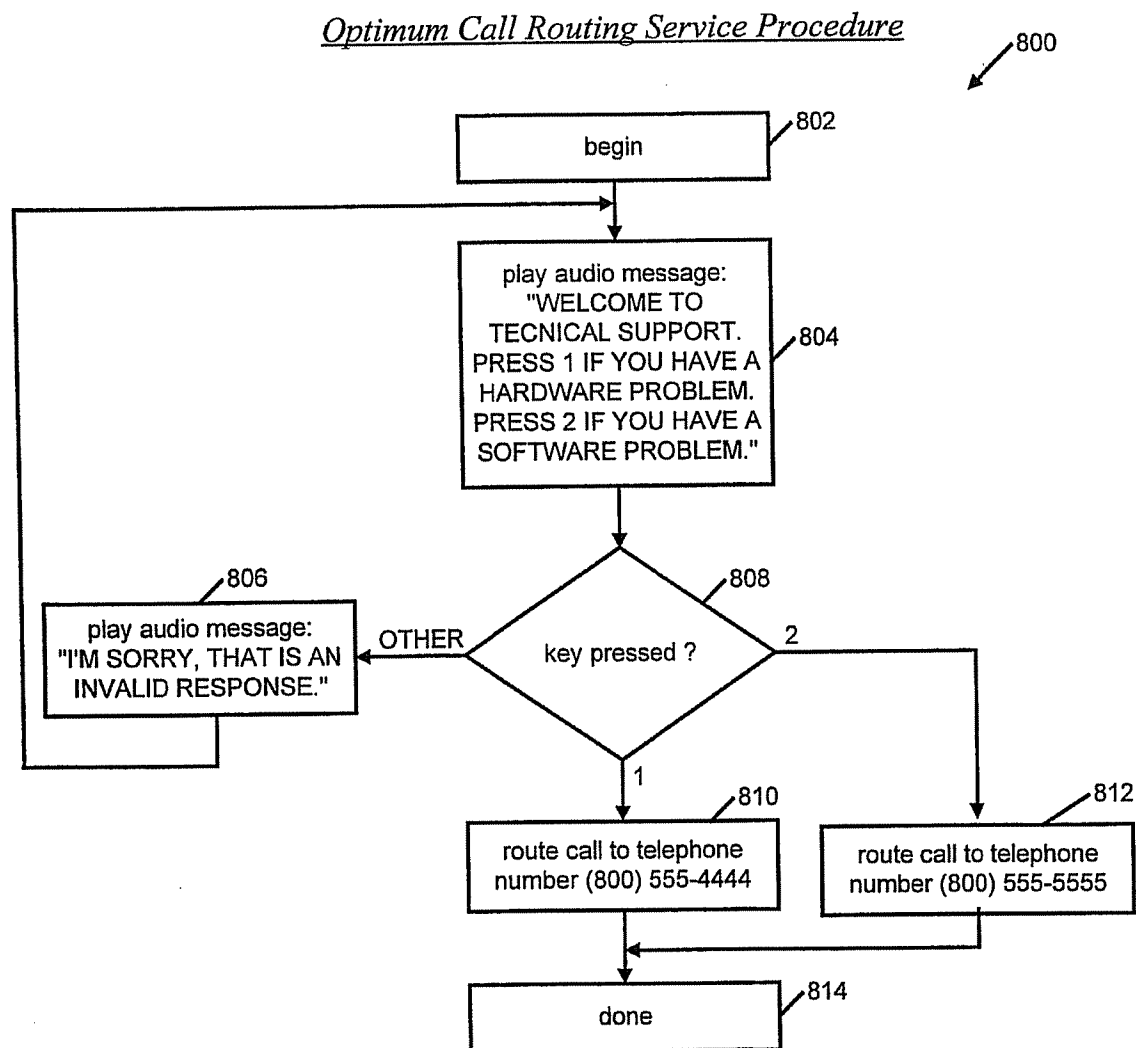 Optimum Call Routing Service Procedure
800
802
begin
play audio message:
"WELCOME TO
TECNICAL SUPPORT.
PRESS 1 IF YOU HAVE A
HARDWARE PROBLEM.
PRESS 2 IF YOU HAVE A
SOFTWARE PROBLEM."
804
806
play audio message:
"I'M SORRY, THAT IS AN
INVALID RESPONSE."
OTHER
808
key pressed ?
2
1
810
route call to telephone
number (800) 555-4444
812
route call to telephone
number (800) 555-5555
814
done